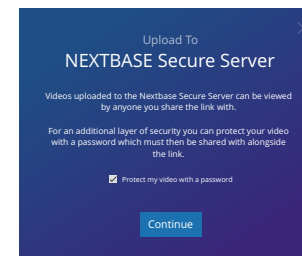 Upload To
NEXTBASE Secure Server
Videos uploaded to the Nextbase Secure Server can be viewed
by anyone you share the link with.
For an additional layer of security you can protect your video
with a password which must then be shared with alongside
the link.
Protect my video with a password
Continue